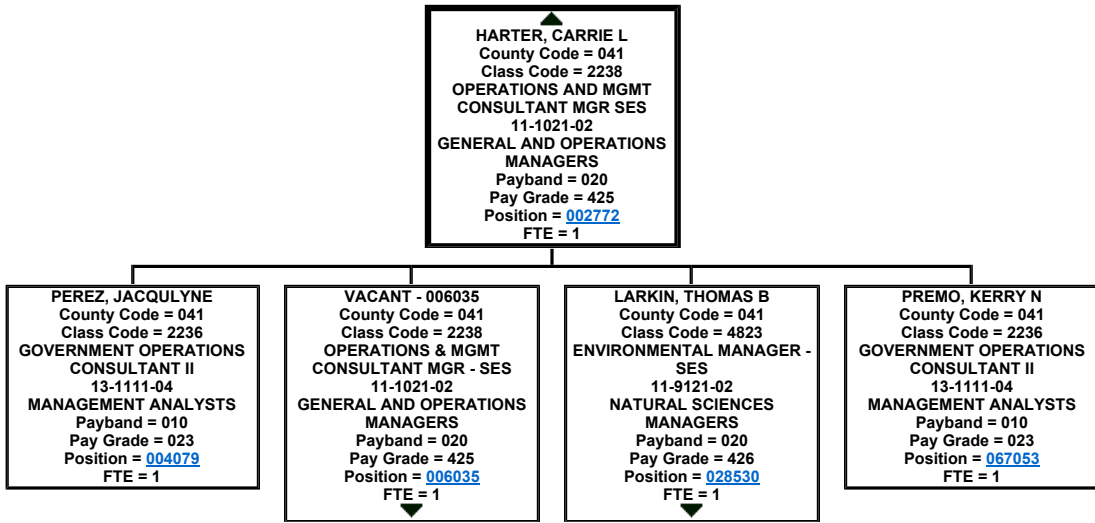 HARTER, CARRIE L
County Code = 041
Class Code = 2238
OPERATIONS AND MGMT
CONSULTANT MGR SES
11-1021-02
GENERAL AND OPERATIONS
MANAGERS
Payband = 020
Pay Grade = 425
Position = 002772
FTE = 1
PEREZ, JACQULYNE
County Code = 041
Class Code = 2236
GOVERNMENT OPERATIONS
CONSULTANT II
13-1111-04
MANAGEMENT ANALYSTS
Payband = 010
Pay Grade = 023
Position = 004079
FTE = 1
VACANT - 006035
County Code = 041
Class Code = 2238
OPERATIONS & MGMT
CONSULTANT MGR - SES
11-1021-02
GENERAL AND OPERATIONS
MANAGERS
Payband = 020
Pay Grade = 425
Position = 006035
FTE = 1
LARKIN, THOMAS B
County Code = 041
Class Code = 4823
ENVIRONMENTAL MANAGER -
SES
11-9121-02
NATURAL SCIENCES
MANAGERS
Payband = 020
Pay Grade = 426
Position = 028530
FTE = 1
PREMO, KERRY N
County Code = 041
Class Code = 2236
GOVERNMENT OPERATIONS
CONSULTANT II
13-1111-04
MANAGEMENT ANALYSTS
Payband = 010
Pay Grade = 023
Position = 067053
FTE = 1